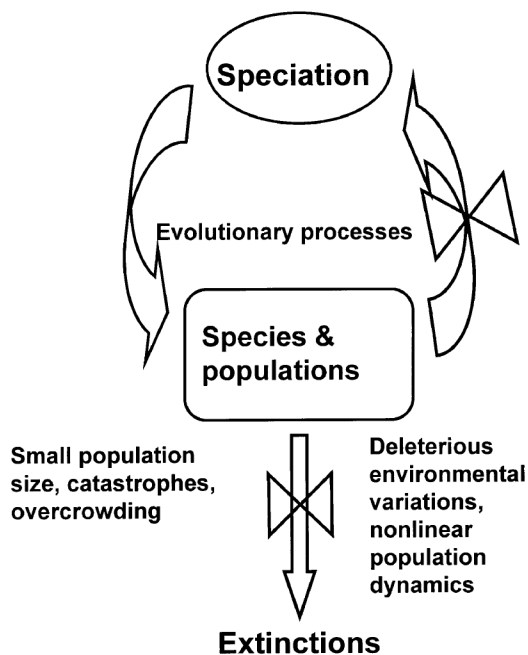 Speciation
Evolutionary processes
Species &
populations
Small population
size, catastrophes,
overcrowding
Deleterious
environmental
variations,
nonlinear
population
dynamics
Extinctions